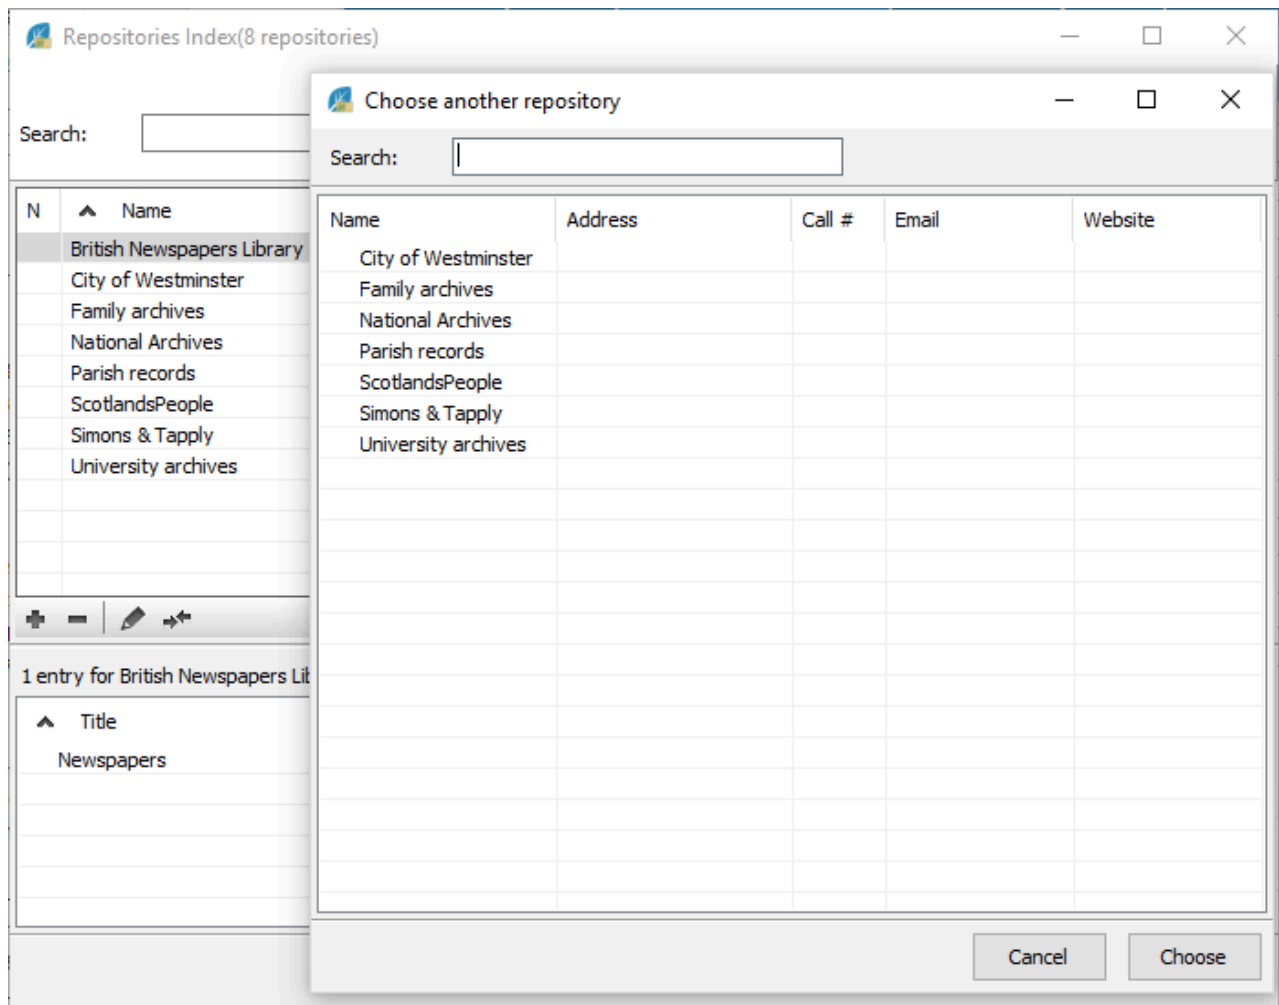 Repositories Index(8 repositories)
Search:
N Name
British Newspapers Library
City of Westminster
Family archives
National Archives
Parish records
ScotlandsPeople
Simons & Tapply
University archives
1 entry for British Newspapers
Title
Newspapers
Choose another repository
Search:
Name Address Call # Email Website
City of Westminster
Family archives
National Archives
Parish records
ScotlandsPeople
Simons & Tapply
University archives
Cancel Choose